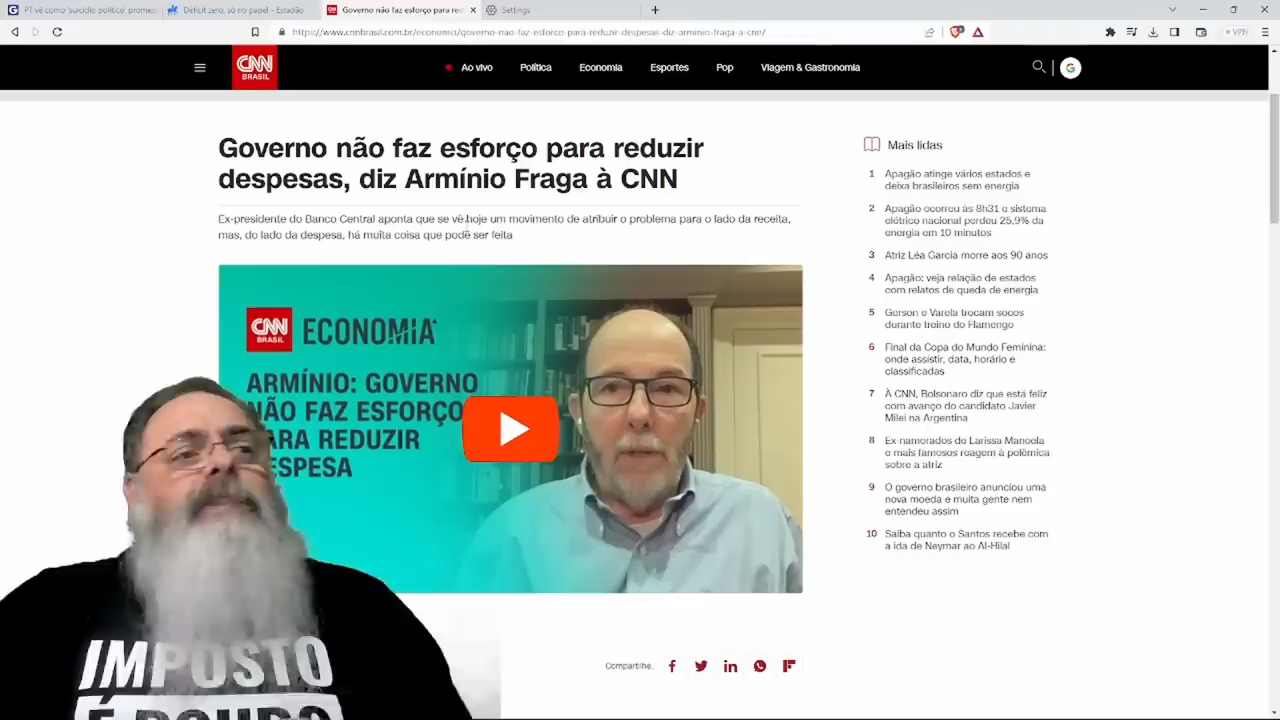 PT vê como 'suicídio político' promes
Déficit zero, só no papel - Estadão
Governo não faz esforço para re
Settings
https://www.cnnbrasil.com.br/economia/governo-nao-faz-esforco-para-reduzir-despesas-diz-arminio-fraga-a-cnn/
VPN
CNN
BRASIL
Ao vivo
Política
Economia
Esportes
Pop
Viagem & Gastronomia
G
Governo não faz esforço para reduzir
despesas, diz Armínio Fraga à CNN
Ex-presidente do Banco Central aponta que se vê hoje um movimento de atribuir o problema para o lado da receita,
mas, do lado da despesa, há muita coisa que pode ser feita
CNN
BRASIL
ECONOMIA
ARMÍNIO: GOVERNO
NÃO FAZ ESFORÇO
PARA REDUZIR
ESPESA
Compartilhe:
Mais lidas
1 Apagão atinge vários estados e
deixa brasileiros sem energia
2 Apagão ocorreu às 8h31 e sistema
elétrico nacional perdeu 25,9% da
energia em 10 minutos
3 Atriz Léa Garcia morre aos 90 anos
4 Apagão: veja relação de estados
com relatos de queda de energia
5 Gerson e Varela trocam socos
durante treino do Flamengo
6 Final da Copa do Mundo Feminina:
onde assistir, data, horário e
classificadas
7 À CNN, Bolsonaro diz que está feliz
com avanço do candidato Javier
Milei na Argentina
8 Ex-namorados de Larissa Manoela
e mais famosos reagem à polêmica
sobre a atriz
9 O governo brasileiro anunciou uma
nova moeda e muita gente nem
entendeu assim
10 Saiba quanto o Santos recebe com
a ida de Neymar ao Al-Hilal
IMPOSTO
É ROUBO